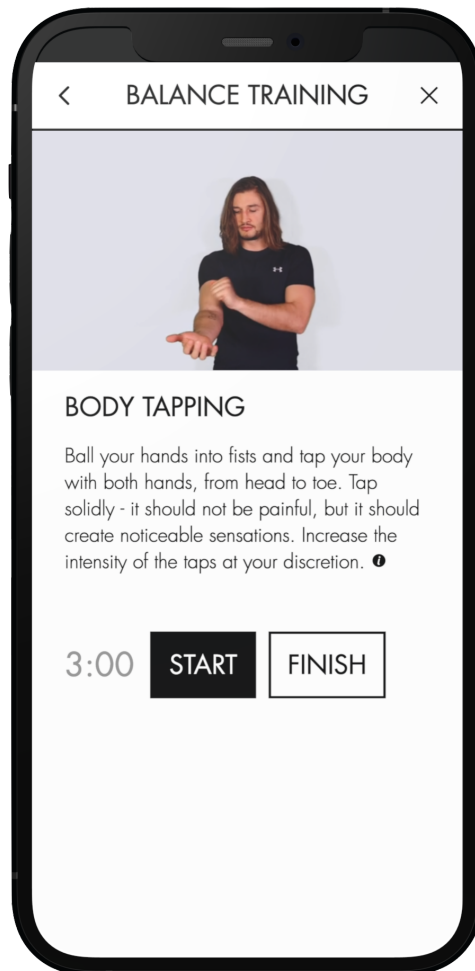 BALANCE TRAINING
BODY TAPPING
Ball your hands into fists and tap your body
with both hands, from head to toe. Tap
solidly - it should not be painful, but it should
create noticeable sensations. Increase the
intensity of the taps at your discretion. i
3:00 START FINISH